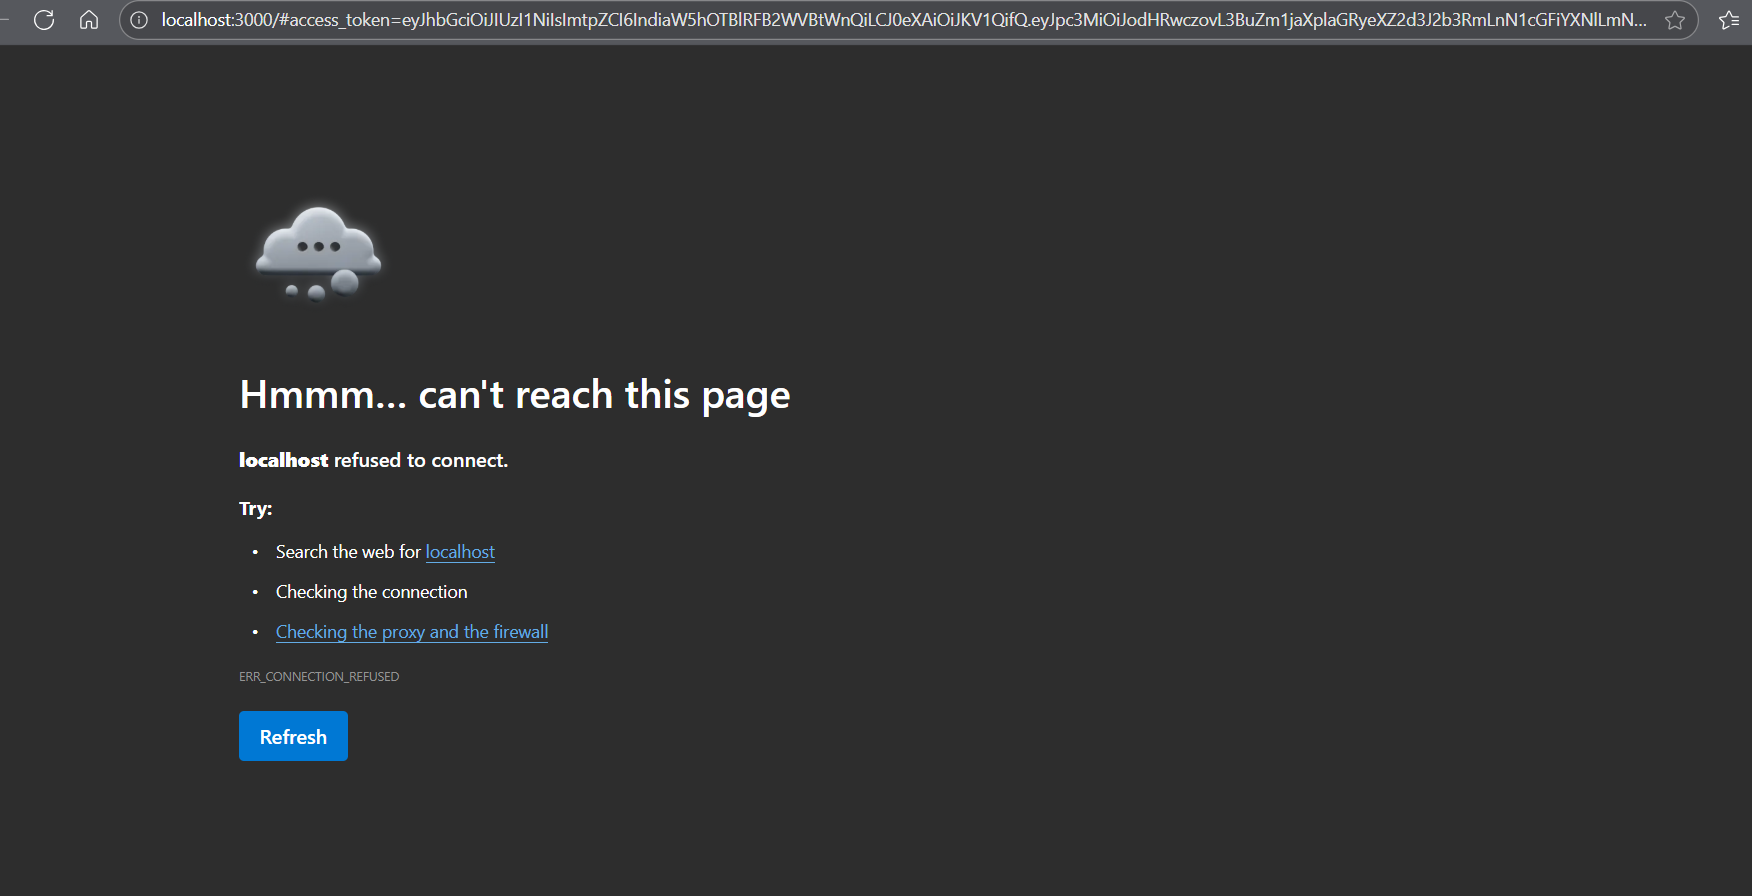 localhost:3000/#access_token=eyJhbGciOiJIUzI1NiIsImtpZCI6IndiaW5hOTBlRFB2WVBtWnQiLCJ0eXAiOiJKV1QifQ.eyJpc3MiOiJodHRwczovL3BuZm1jaXplaGRyeXZ2d3J2b3RmLnN1cGFiYXNlLmN...
Hmmm... can't reach this page
localhost refused to connect.
Try:
• Search the web for localhost
• Checking the connection
• Checking the proxy and the firewall
ERR_CONNECTION_REFUSED
Refresh